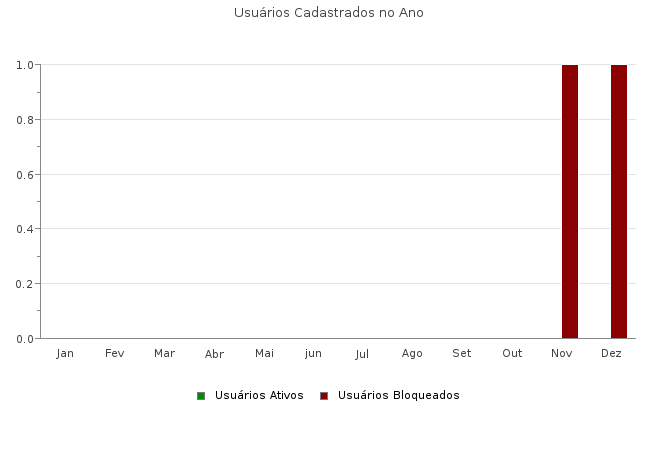 Usuários Cadastrados no Ano
1.0
0.8
0.6
0.4
0.2
0.0
Jan Fev Mar Abr Mai jun Jul Ago Set Out Nov Dez
Usuários Ativos Usuários Bloqueados